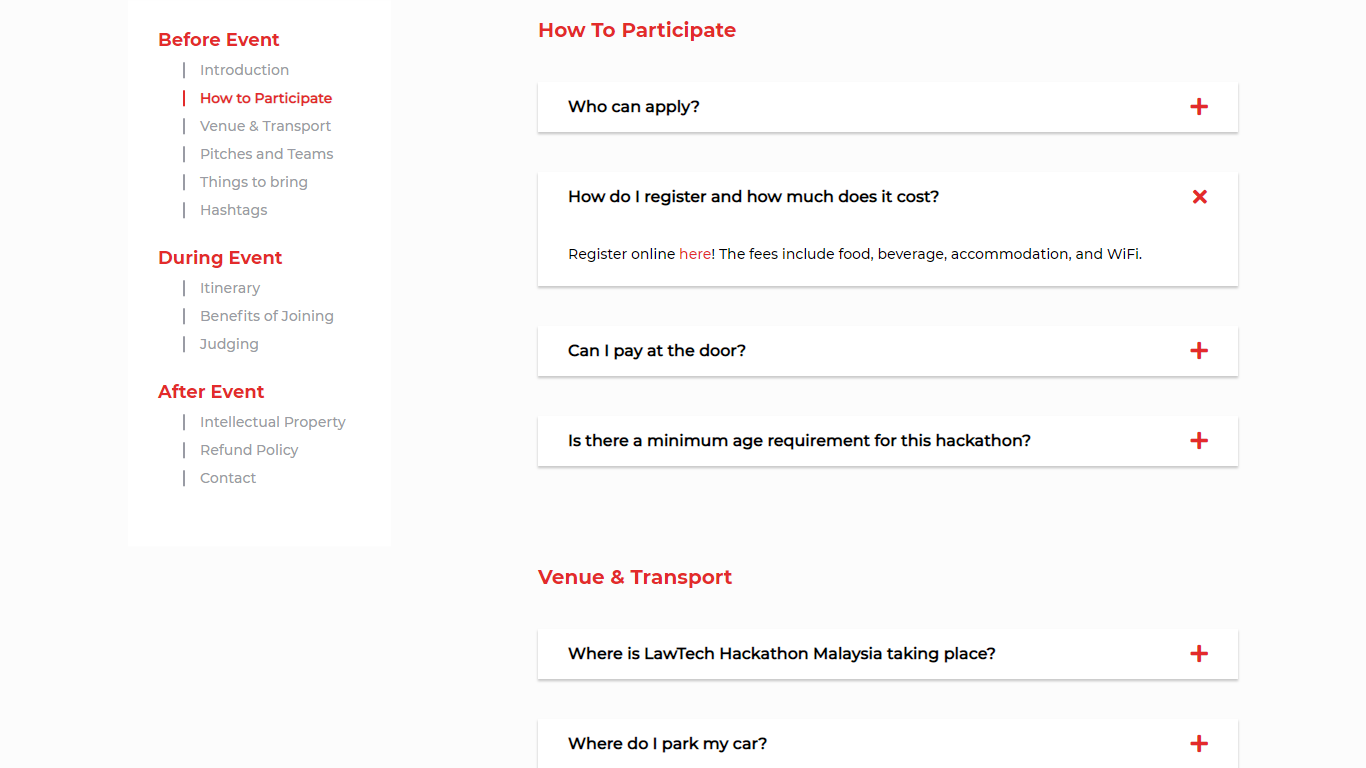 Before Event
Introduction
How to Participate
Venue & Transport
Pitches and Teams
Things to bring
Hashtags
During Event
Itinerary
Benefits of Joining
Judging
After Event
Intellectual Property
Refund Policy
Contact
How To Participate
Who can apply?
How do I register and how much does it cost?
Register online here! The fees include food, beverage, accommodation, and WiFi.
Can I pay at the door?
Is there a minimum age requirement for this hackathon?
Venue & Transport
Where is LawTech Hackathon Malaysia taking place?
Where do I park my car?